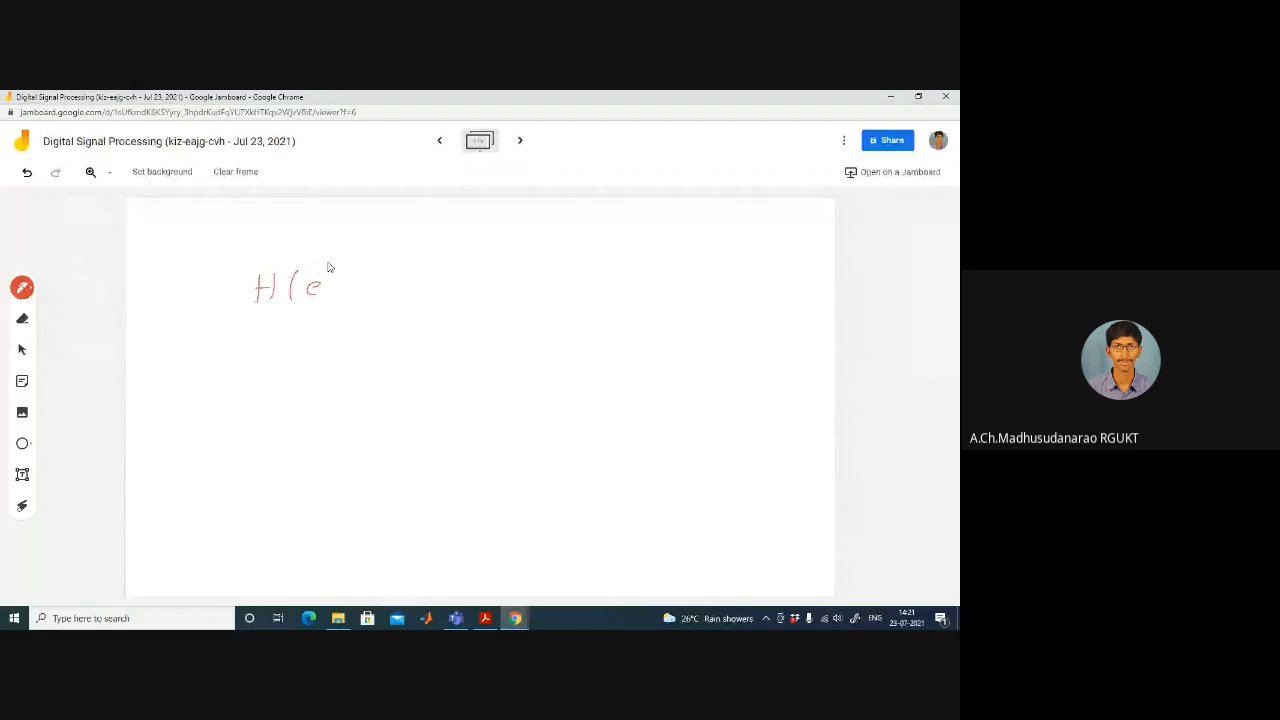 Digital Signal Processing (kiz-eajg-cvh - Jul 23, 2021) - Google Jamboard - Google Chrome
Digital Signal Processing (kiz-eajg-cvh - Jul 23, 2021)
Share
Set background
Clear frame
Open on a Jamboard
H(e
A.Ch.Madhusudanarao RGUKT
Type here to search
26°C Rain showers
ENG
14:21
23-07-2021